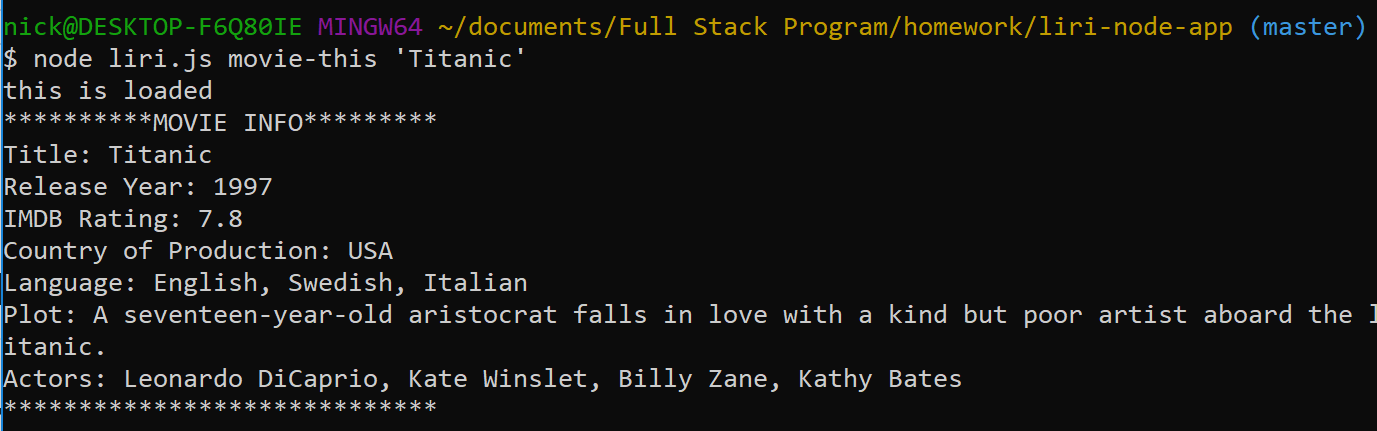 nick@DESKTOP-F6Q80IE MINGW64 ~/documents/Full Stack Program/homework/liri-node-app (master)
$ node liri.js movie-this 'Titanic'
this is loaded
**********MOVIE INFO*********
Title: Titanic
Release Year: 1997
IMDB Rating: 7.8
Country of Production: USA
Language: English, Swedish, Italian
Plot: A seventeen-year-old aristocrat falls in love with a kind but poor artist aboard the
itanic.
Actors: Leonardo DiCaprio, Kate Winslet, Billy Zane, Kathy Bates
*****************************